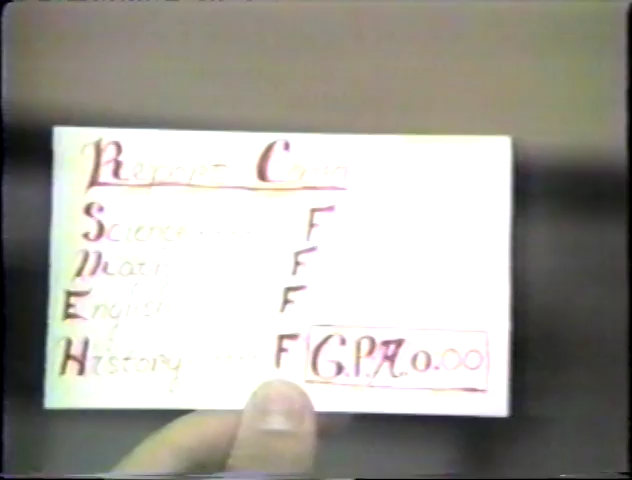 Report Card
Science F
Math F
English F
History F G.P.A. 0.00